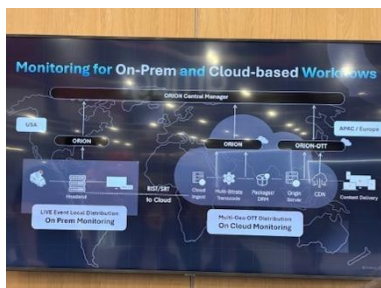 Monitoring for On-Prem and Cloud-based Workflows
ORION Central Manager
USA
APAC / Europe
ORION
ORION
ORION-OTT
Headend
RIST/SRT
to Cloud
Cloud
Ingest
Multi-Bitrate
Transcode
Package/
DRM
Origin
Server
CDN
Content Delivery
LIVE Event Local Distribution
On Prem Monitoring
Multi-Geo OTT Distribution
On Cloud Monitoring